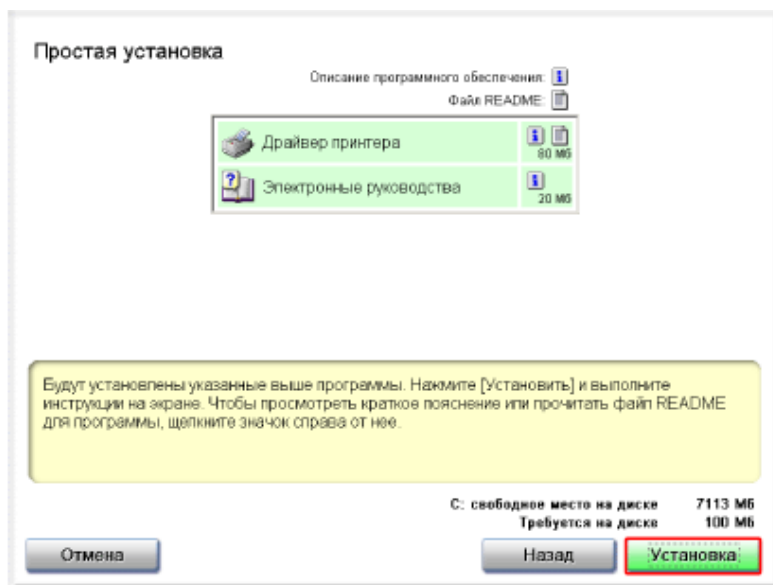 Простая установка
Описание программного обеспечения:
Файл README:
Драйвер принтера
80 Мб
Электронные руководства
20 Мб
Будут установлены указанные выше программы. Нажмите [Установить] и выполните
инструкции на экране. Чтобы просмотреть краткое пояснение или прочитать файл README
для программы, щелкните значок справа от нее.
C: свободное место на диске 7113 Мб
Требуется на диске 100 Мб
Отмена
Назад
Установка